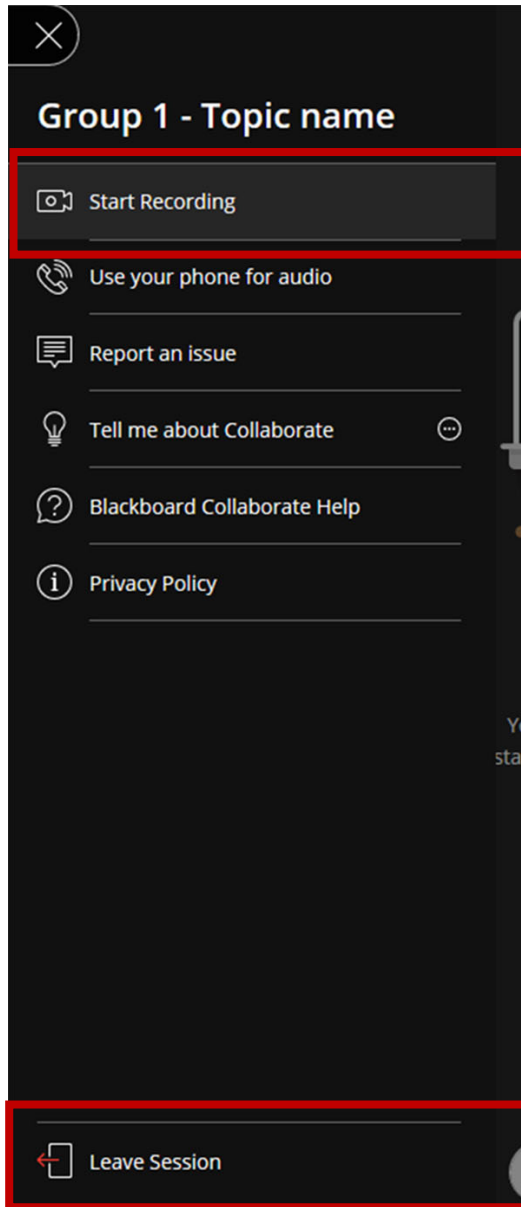 Group 1 - Topic name
Start Recording
Use your phone for audio
Report an issue
Tell me about Collaborate
Blackboard Collaborate Help
Privacy Policy
Leave Session